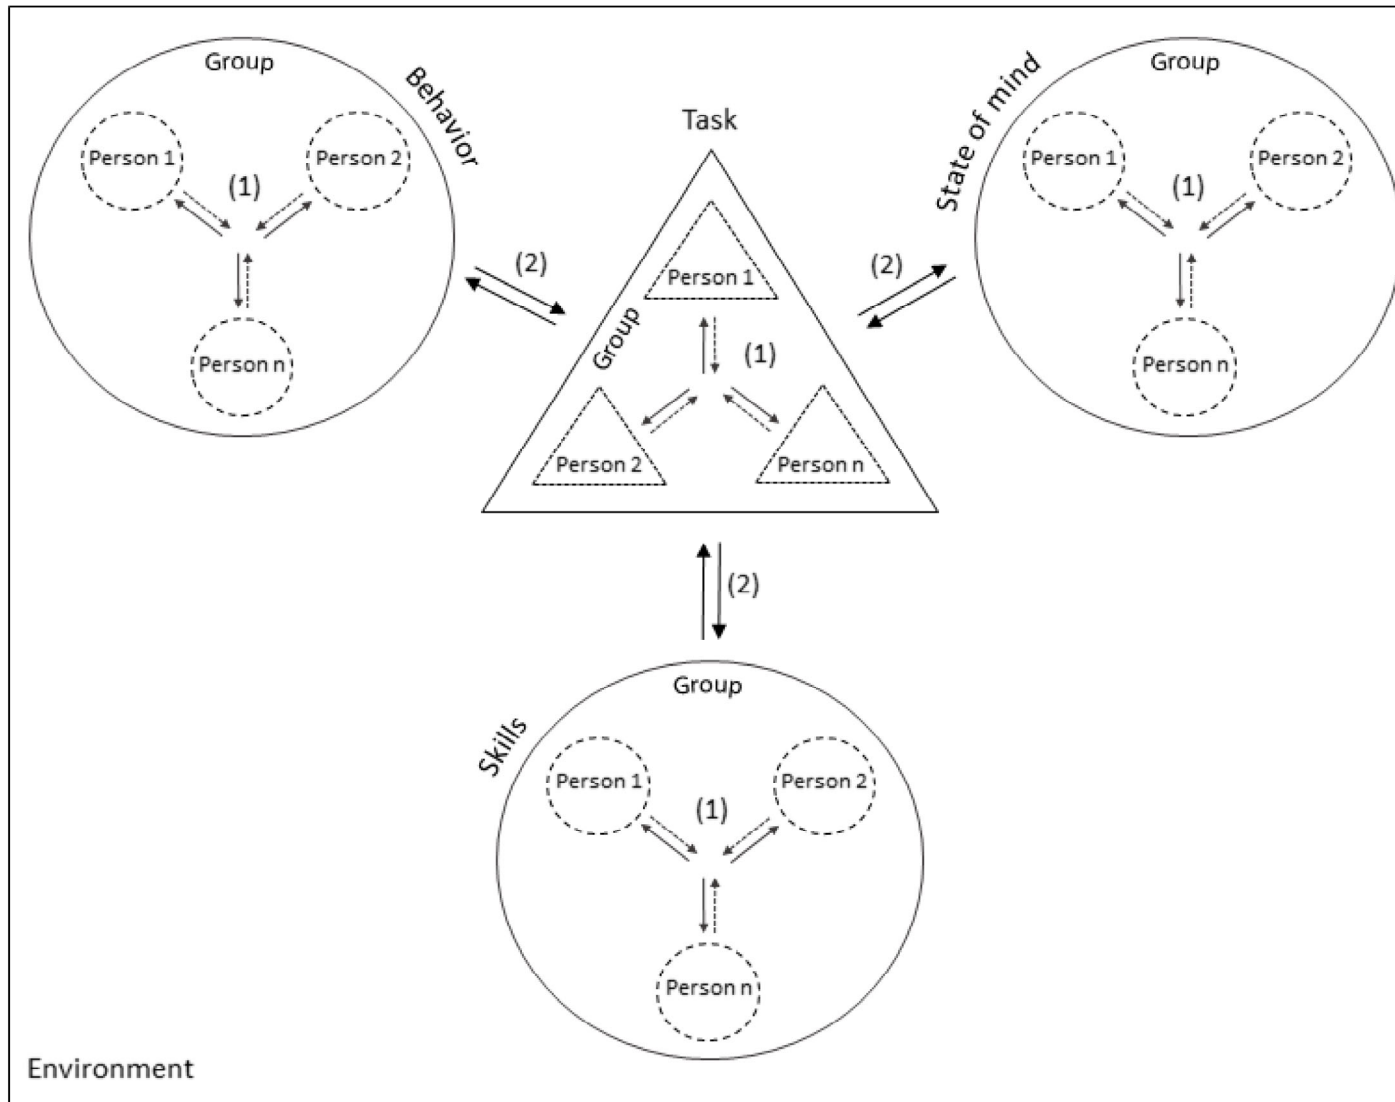 Group
Behavior
Person 1
Person 2
(1)
Person n
(2)
Task
Group
Person 1
(1)
Person 2
Person n
(2)
State of mind
Group
Person 1
Person 2
(1)
Person n
(2)
Skills
Group
Person 1
Person 2
(1)
Person n
Environment